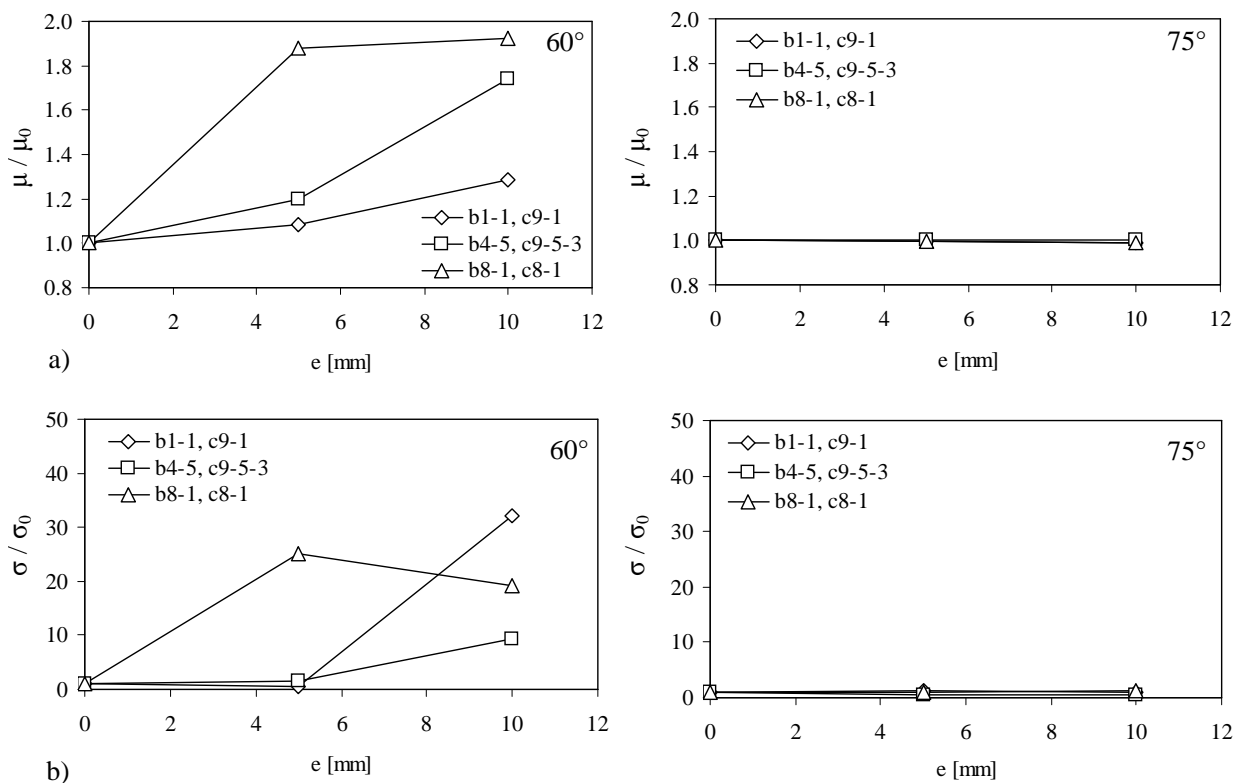 2.0
1.8
1.6
1.4
1.2
1.0
0.8
μ / μ0
60°
b1-1, c9-1
b4-5, c9-5-3
b8-1, c8-1
0 2 4 6 8 10 12
e [mm]
a)
2.0
1.8
1.6
1.4
1.2
1.0
0.8
μ / μ0
75°
b1-1, c9-1
b4-5, c9-5-3
b8-1, c8-1
0 2 4 6 8 10 12
e [mm]
50
40
30
20
10
0
σ / σ0
60°
b1-1, c9-1
b4-5, c9-5-3
b8-1, c8-1
0 2 4 6 8 10 12
e [mm]
b)
50
40
30
20
10
0
σ / σ0
75°
b1-1, c9-1
b4-5, c9-5-3
b8-1, c8-1
0 2 4 6 8 10 12
e [mm]